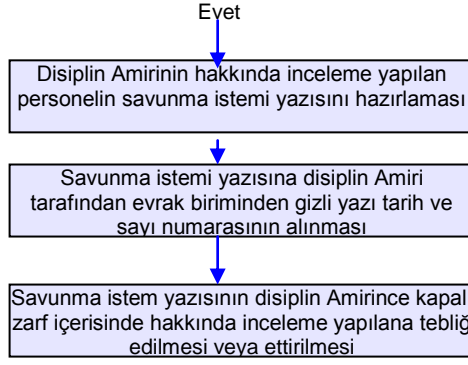 Evet
Disiplin Amirinin hakkında inceleme yapılan
personelin savunma istemi yazısını hazırlaması
Savunma istemi yazısına disiplin Amiri
tarafından evrak biriminden gizli yazı tarih ve
sayı numarasının alınması
Savunma istem yazısının disiplin Amirince kapal
zarf içerisinde hakkında inceleme yapılana tebliğ
edilmesi veya ettirilmesi